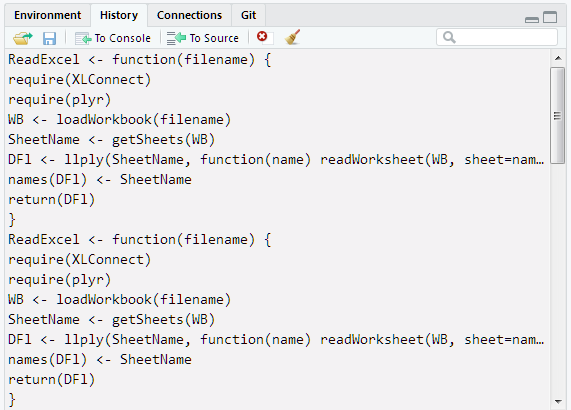 Environment History Connections Git
To Console To Source
ReadExcel <- function(filename) {
require(XLConnect)
require(plyr)
WB <- loadWorkbook(filename)
SheetName <- getSheets(WB)
DFl <- llply(SheetName, function(name) readWorksheet(WB, sheet=nam…
names(DFl) <- SheetName
return(DFl)
}
ReadExcel <- function(filename) {
require(XLConnect)
require(plyr)
WB <- loadWorkbook(filename)
SheetName <- getSheets(WB)
DFl <- llply(SheetName, function(name) readWorksheet(WB, sheet=nam…
names(DFl) <- SheetName
return(DFl)
}